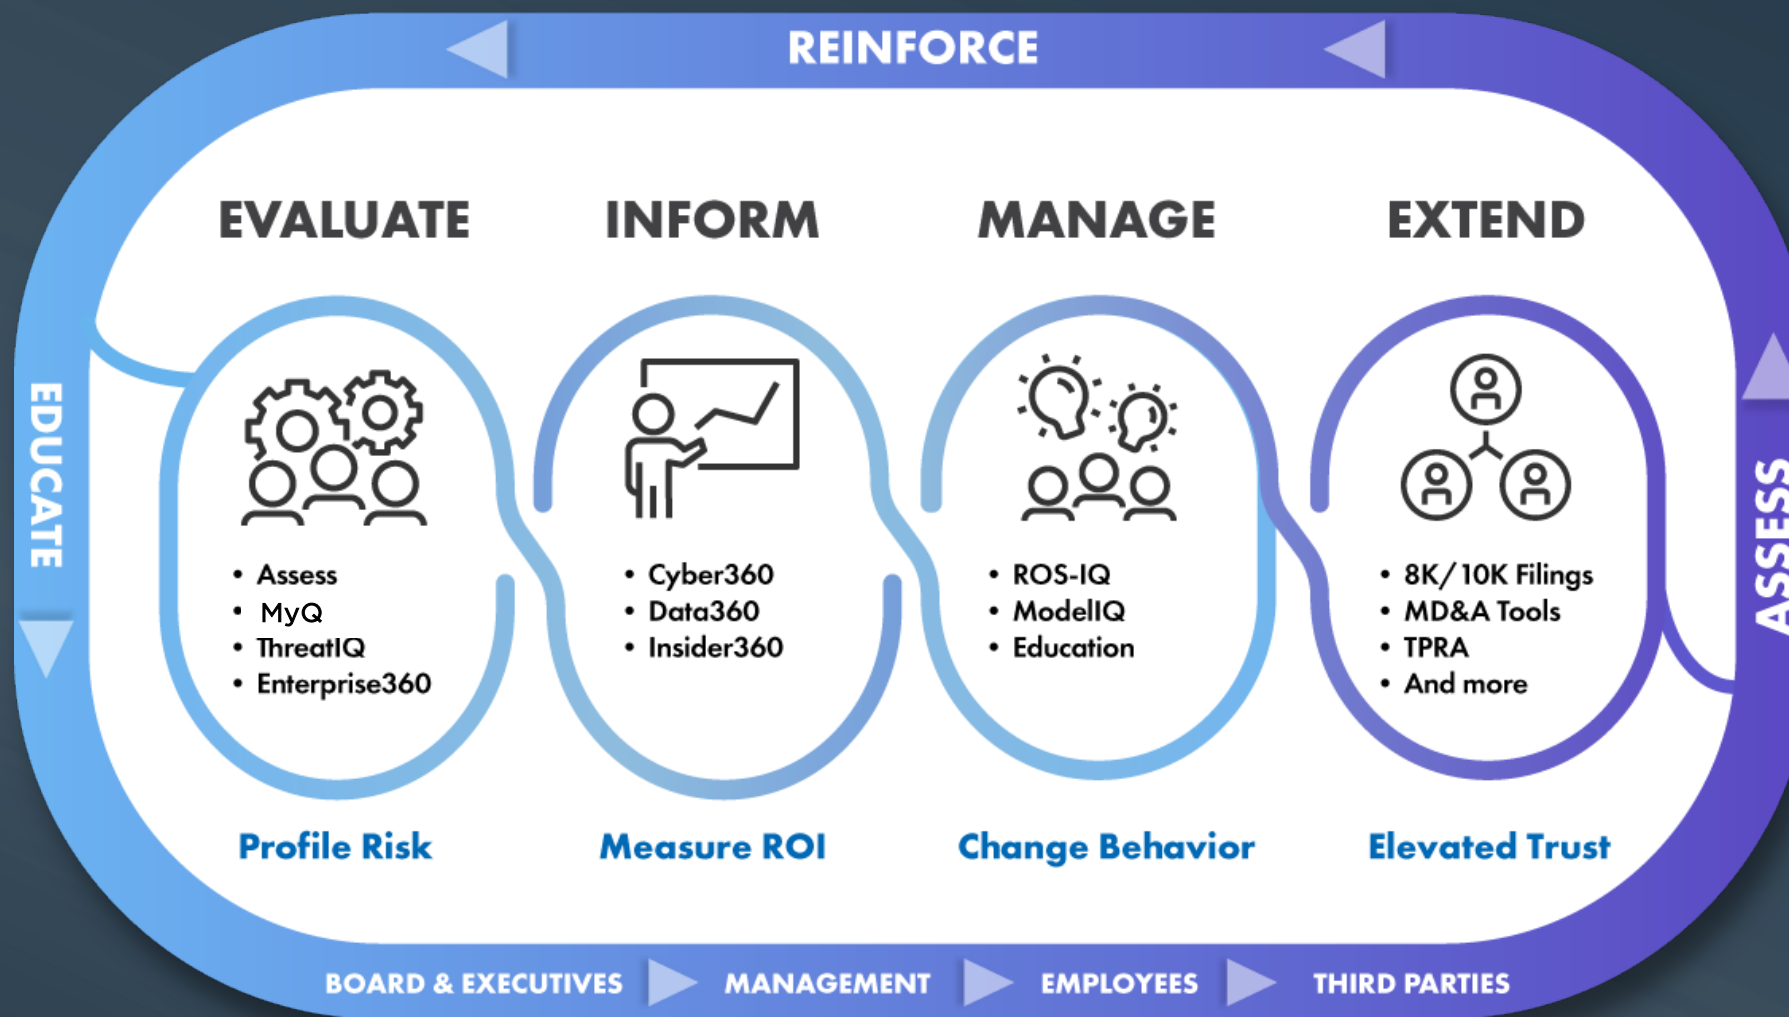 REINFORCE
EVALUATE
INFORM
MANAGE
EXTEND
EDUCATE
ASSESS
• Assess
• MyQ
• ThreatIQ
• Enterprise360
• Cyber360
• Data360
• Insider360
• ROS-IQ
• ModelIQ
• Education
• 8K/10K Filings
• MD&A Tools
• TPRA
• And more
Profile Risk
Measure ROI
Change Behavior
Elevated Trust
BOARD & EXECUTIVES
MANAGEMENT
EMPLOYEES
THIRD PARTIES